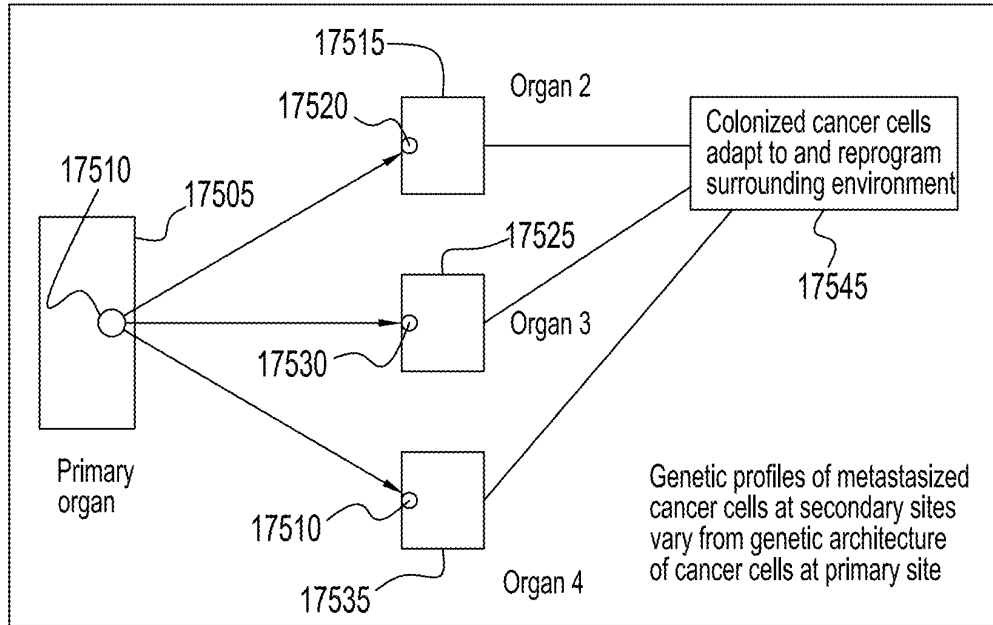 17515
Organ 2
17520
Colonized cancer cells
adapt to and reprogram
surrounding environment
17510
17505
17525
17545
Organ 3
17530
Primary
organ
17510
Genetic profiles of metastasized
cancer cells at secondary sites
vary from genetic architecture
of cancer cells at primary site
17535
Organ 4